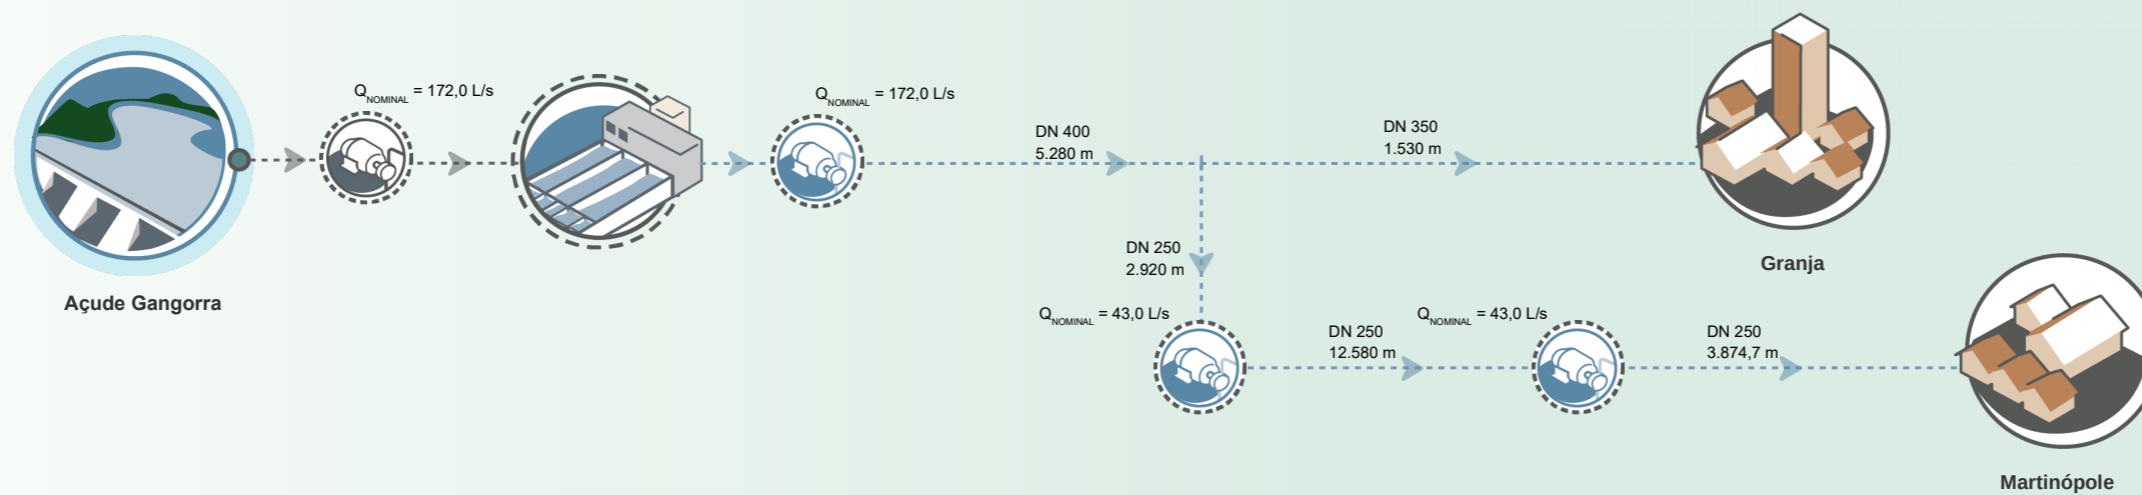 Q NOMINAL = 172,0 L/s
Q NOMINAL = 172,0 L/s
DN 400
5.280 m
DN 350
1.530 m
DN 250
2.920 m
Granja
Açude Gangorra
Q NOMINAL = 43,0 L/s
DN 250
12.580 m
Q NOMINAL = 43,0 L/s
DN 250
3.874,7 m
Martinópole